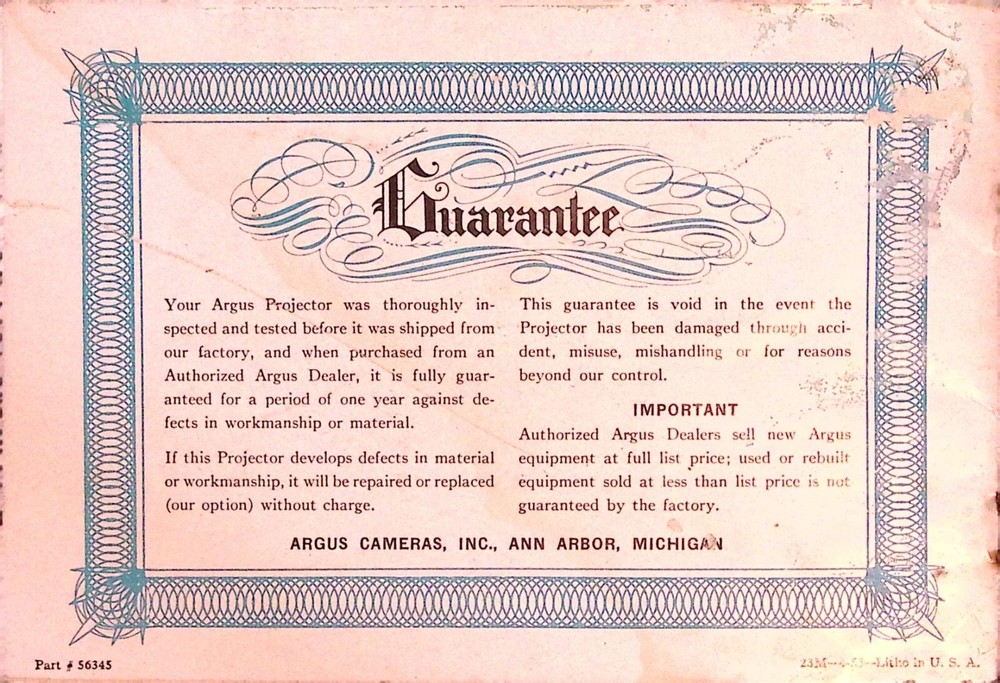 Guarantee
Your Argus Projector was thoroughly in-
spected and tested before it was shipped from
our factory, and when purchased from an
Authorized Argus Dealer, it is fully guar-
anteed for a period of one year against de-
fects in workmanship or material.
If this Projector develops defects in material
or workmanship, it will be repaired or replaced
(our option) without charge.
This guarantee is void in the event the
Projector has been damaged through acci-
dent, misuse, mishandling or for reasons
beyond our control.
IMPORTANT
Authorized Argus Dealers sell new Argus
equipment at full list price; used or rebuilt
equipment sold at less than list price is not
guaranteed by the factory.
ARGUS CAMERAS, INC., ANN ARBOR, MICHIGAN
Part # 56345
Litho in U. S. A.